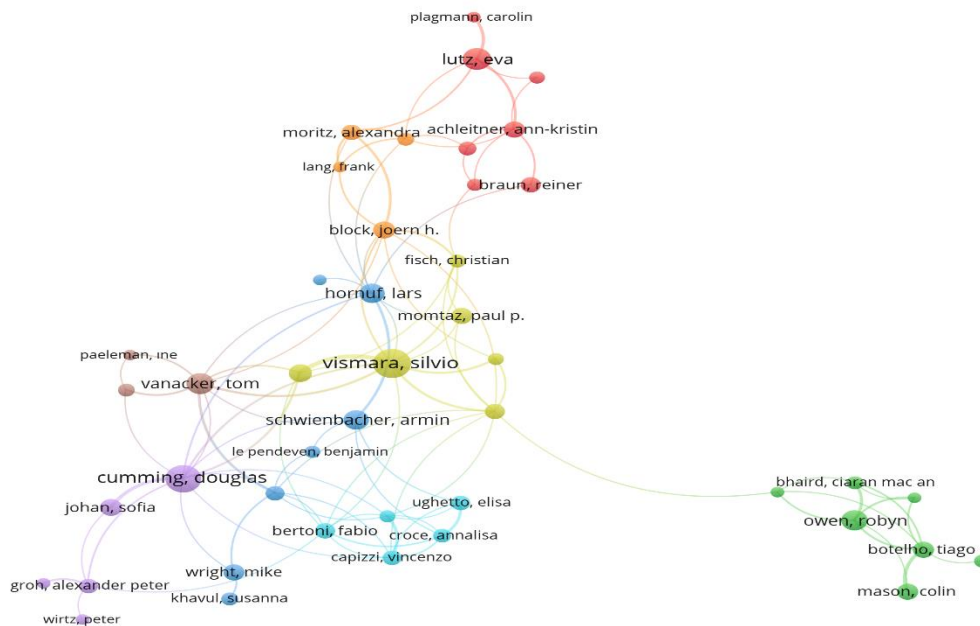 plagmann, carolin
lutz, eva
moritz, alexandra
achleitner, ann-kristin
lang, frank
braun, reiner
block, joern h.
fisch, christian
hornuf, lars
momtaz, paul p.
paeleman, ine
vanacker, tom
vismara, silvio
schwienbacher, armin
le pendeven, benjamin
cumming, douglas
johan, sofia
ughetto, elisa
bertoni, fabio
croce, annalisa
capizzi, vincenzo
bhaird, ciaran mac an
owen, robyn
botelho, tiago
mason, colin
wright, mike
groh, alexander peter
khavul, susanna
wirtz, peter